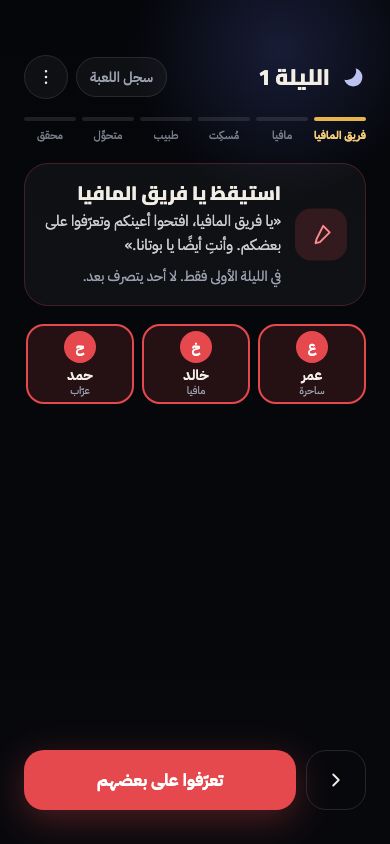 الليلة 1
سجل اللعبة
فريق المافيا
مافيا
مُسكِت
طبيب
متحوِّل
محقق
استيقظ يا فريق المافيا
«يا فريق المافيا، افتحوا أعينكم وتعرّفوا على
بعضكم. وأنتِ أيضًا يا بوتانا.»
في الليلة الأولى فقط. لا أحد يتصرف بعد.
ع
عمر
ساحرة
خ
خالد
مافيا
ح
حمد
عرّاب
تعرّفوا على بعضهم